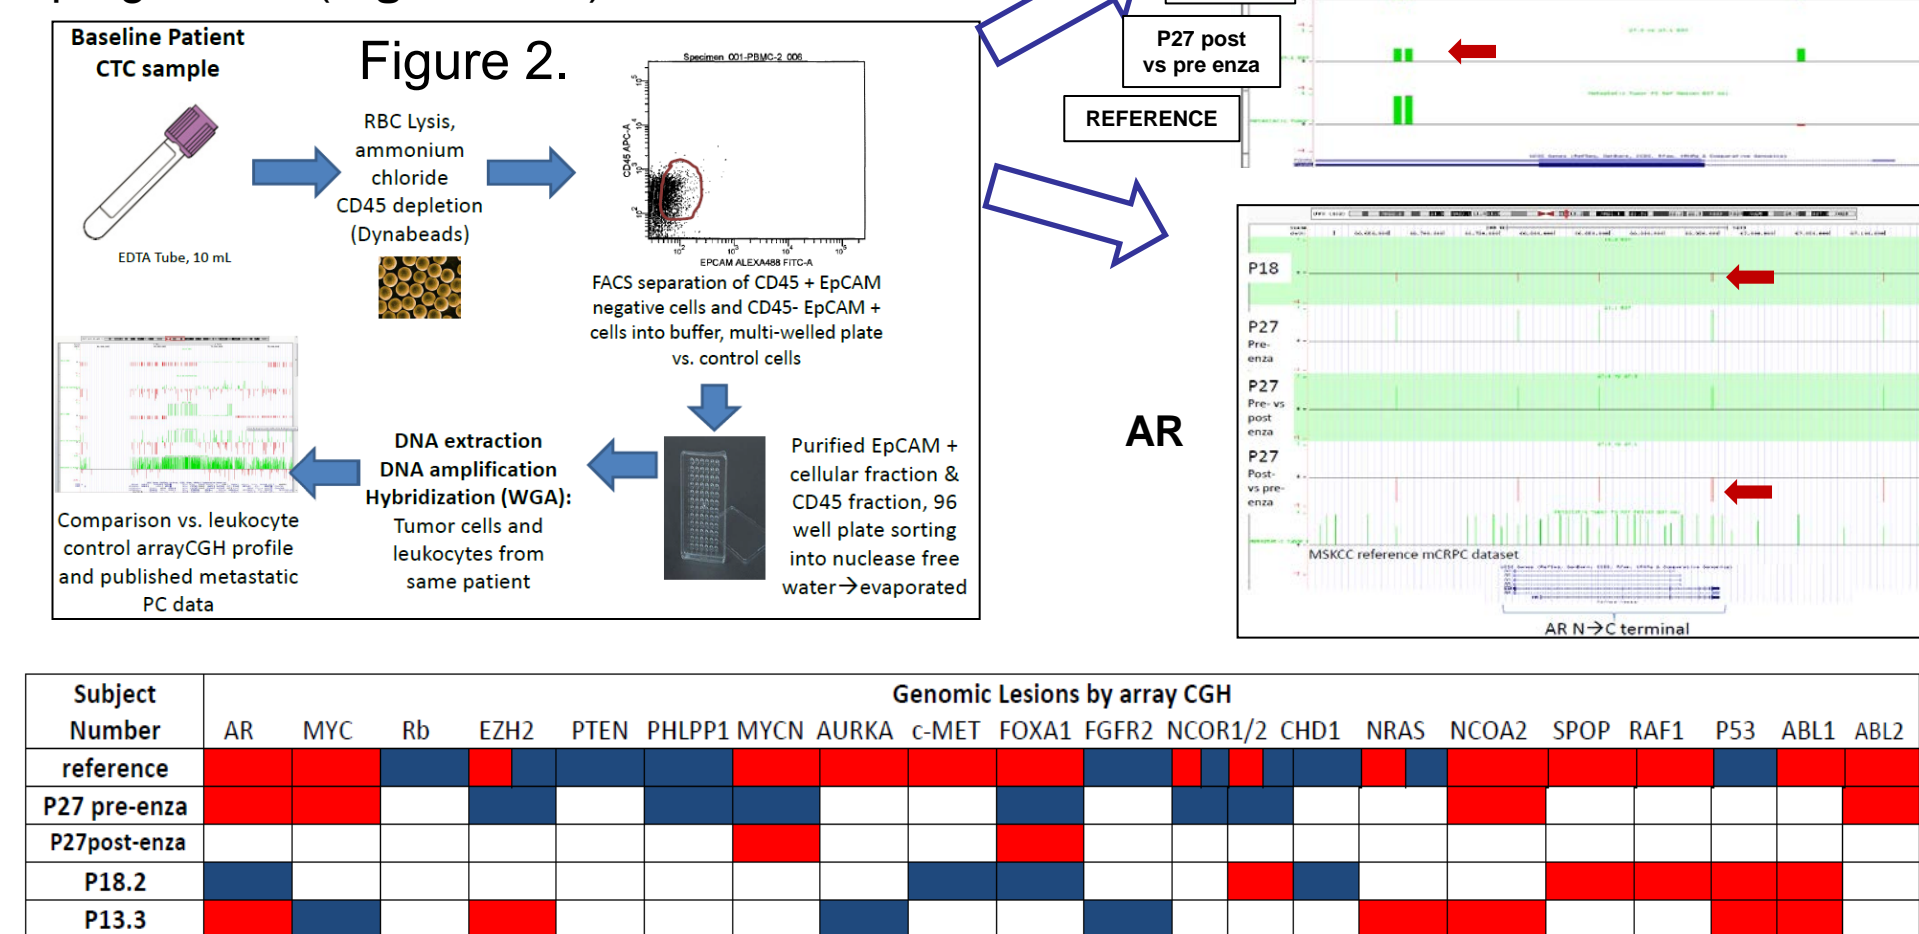 Baseline Patient
CTC sample
Figure 2.
EDTA Tube, 10 mL
RBC Lysis,
ammonium
chloride
CD45 depletion
(Dynabeads)
Specimen_001-PBMC-2_006
CD45 APC-A
EPCAM ALEXA488 FITC-A
FACS separation of CD45 + EpCAM
negative cells and CD45- EpCAM +
cells into buffer, multi-welled plate
vs. control cells
Purified EpCAM +
cellular fraction &
CD45 fraction, 96
well plate sorting
into nuclease free
water→evaporated
DNA extraction
DNA amplification
Hybridization (WGA):
Tumor cells and
leukocytes from
same patient
Comparison vs. leukocyte
control arrayCGH profile
and published metastatic
PC data
P27 post
vs pre enza
REFERENCE
AR
P18
P27
Pre-
enza
P27
Pre- vs
post
enza
P27
Post-
vs pre-
enza
MSKCC reference mCRPC dataset
AR N→C terminal
Subject
Number
Genomic Lesions by array CGH
AR MYC Rb EZH2 PTEN PHLPP1 MYCN AURKA c-MET FOXA1 FGFR2 NCOR1/2 CHD1 NRAS NCOA2 SPOP RAF1 P53 ABL1 ABL2
reference
P27 pre-enza
P27post-enza
P18.2
P13.3